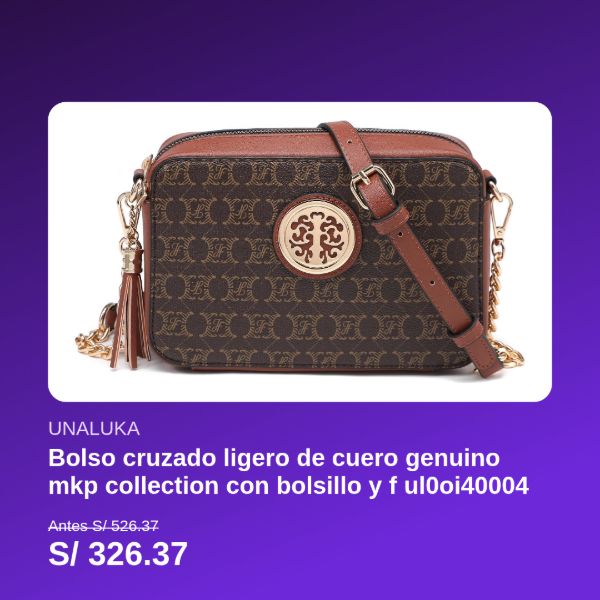 UNALUKA
Bolso cruzado ligero de cuero genuino
mkp collection con bolsillo y f ul0oi40004
Antes S/ 526.37
S/ 326.37